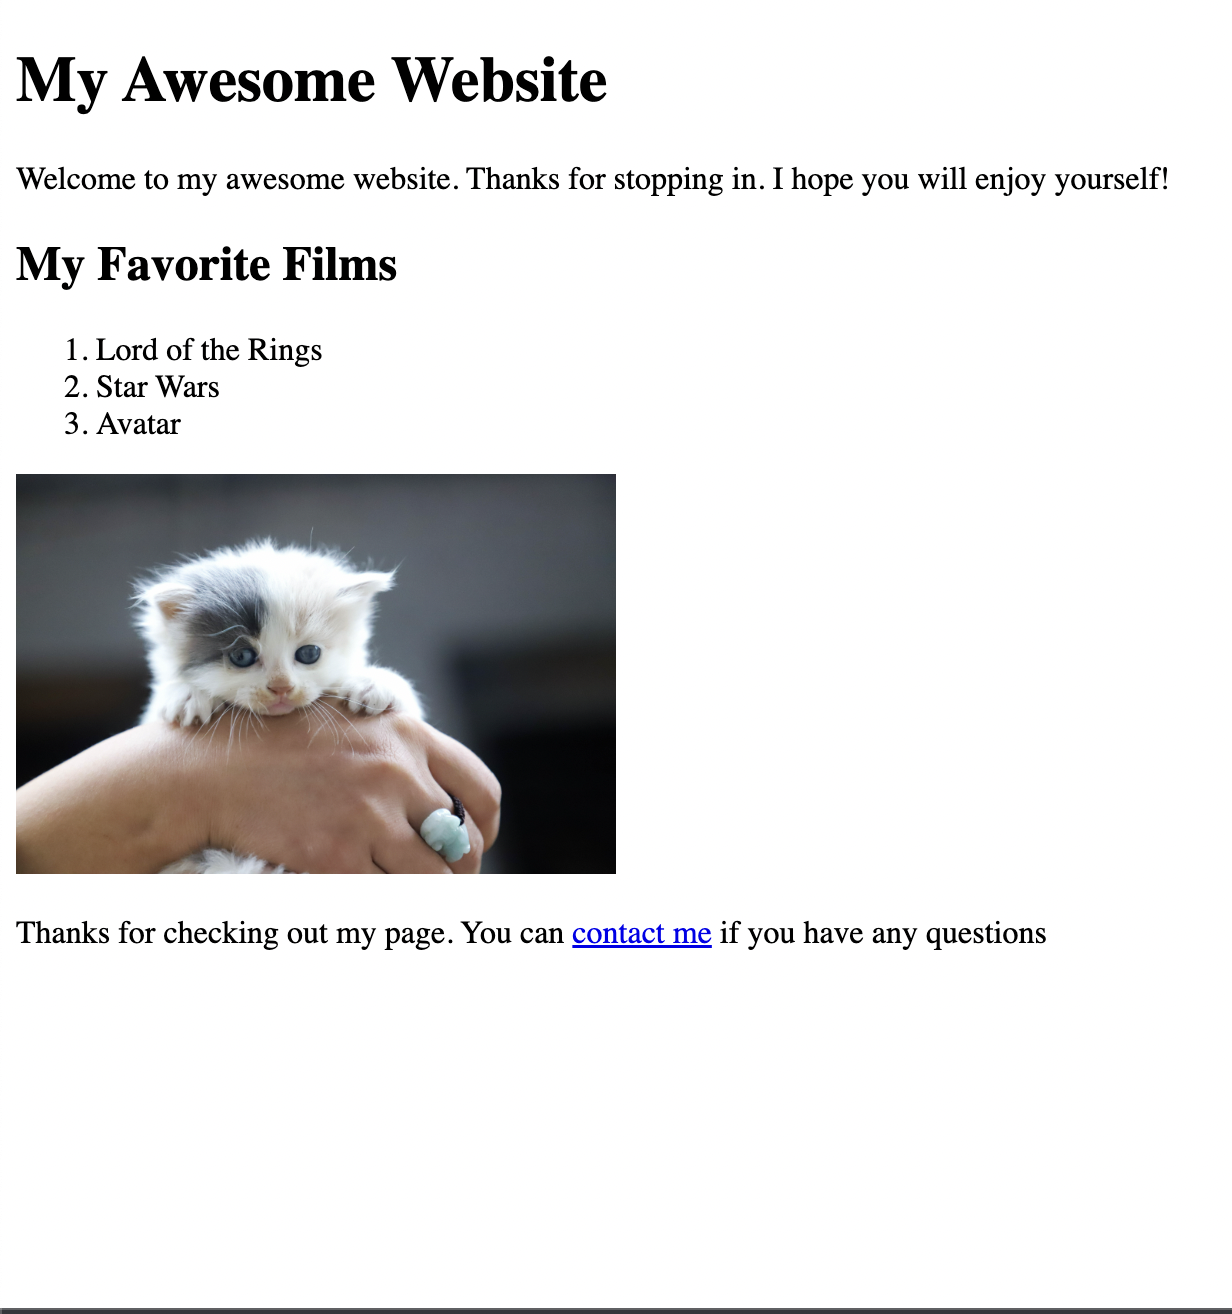 My Awesome Website
Welcome to my awesome website. Thanks for stopping in. I hope you will enjoy yourself!
My Favorite Films
1. Lord of the Rings
2. Star Wars
3. Avatar
Thanks for checking out my page. You can contact me if you have any questions